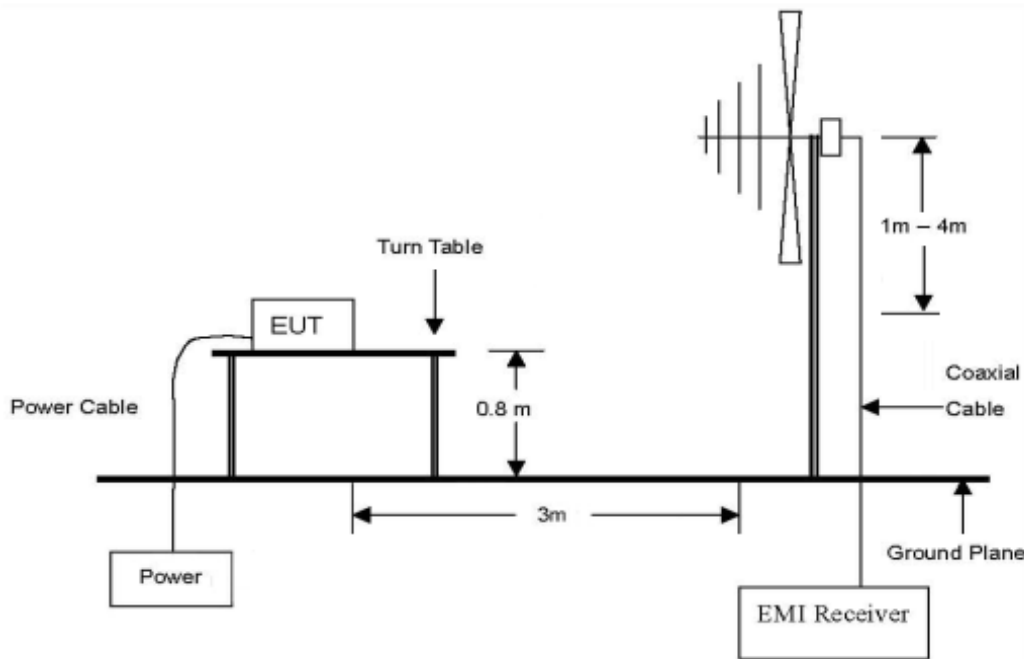 1m – 4m
Turn Table
EUT
Coaxial
Cable
Power Cable
0.8 m
3m
Ground Plane
Power
EMI Receiver